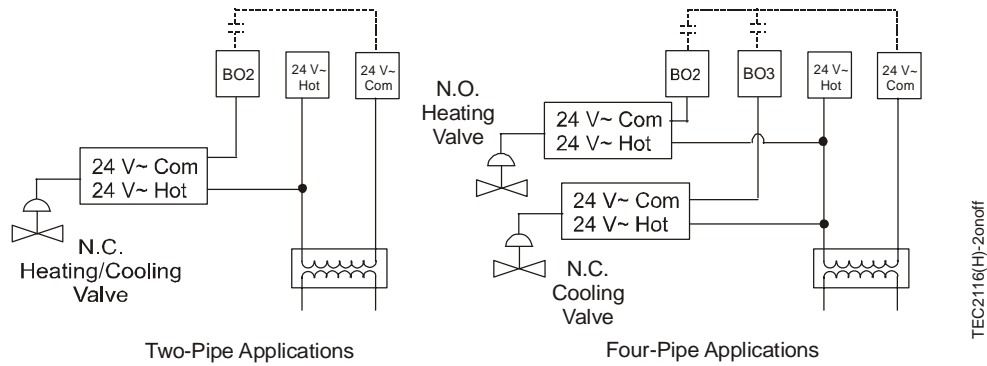 BO2
24 V~
Hot
24 V~
Com
24 V~ Com
24 V~ Hot
N.C.
Heating/Cooling
Valve
Two-Pipe Applications
BO2
BO3
24 V~
Hot
24 V~
Com
N.O.
Heating
Valve
24 V~ Com
24 V~ Hot
24 V~ Com
24 V~ Hot
N.C.
Cooling
Valve
Four-Pipe Applications
TEC2116(H)-2onoff